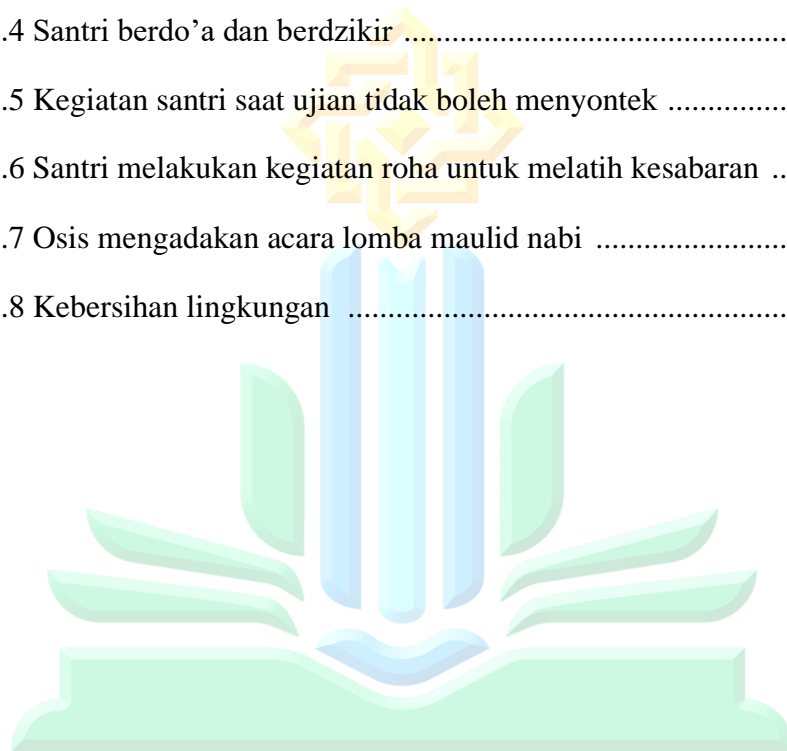 .4 Santri berdo’a dan berdzikir ..............................................
.5 Kegiatan santri saat ujian tidak boleh menyontek ...............
.6 Santri melakukan kegiatan roha untuk melatih kesabaran ..
.7 Osis mengadakan acara lomba maulid nabi .......................
.8 Kebersihan lingkungan .....................................................